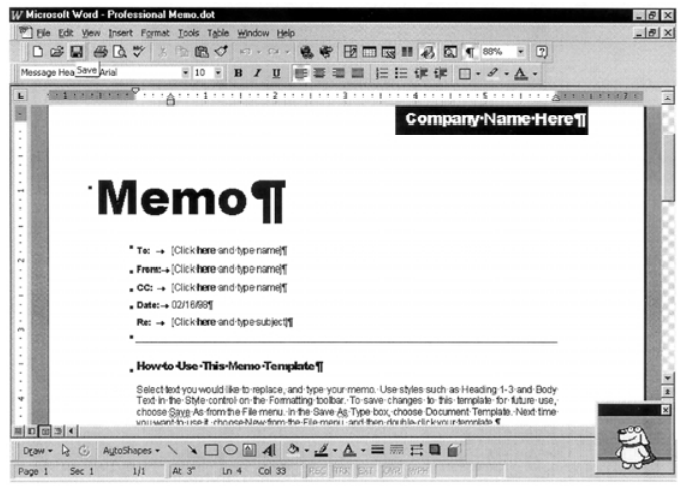 Microsoft Word - Professional Memo.dot
File Edit View Insert Format Tools Table Window Help
88%
Message Hea Save Arial 10 B I U
Company·Name·Here¶
Memo¶
To: → [Click·here·and·type·name]¶
From:→ [Click·here·and·type·name]¶
CC: → [Click·here·and·type·name]¶
Date:→ 02/16/98¶
Re: → [Click·here·and·type·subject]¶
How·to·Use·This·Memo·Template¶
Select·text·you·would·like·to·replace,·and·type·your·memo.·Use·styles·such·as·Heading·1-3·and·Body·
Text·in·the·Style·control·on·the·Formatting·toolbar.·To·save·changes·to·this·template·for·future·use,·
choose·Save·As·from·the·File·menu.·In·the·Save·As·Type·box,·choose·Document·Template.·Next·time·
you·want·to·use·it,·choose·New·from·the·File·menu,·and·then·double-click·your·template.¶
Draw AutoShapes
Page 1 Sec 1 1/1 At 3" Ln 4 Col 33 REC TRK EXT OVR WPH